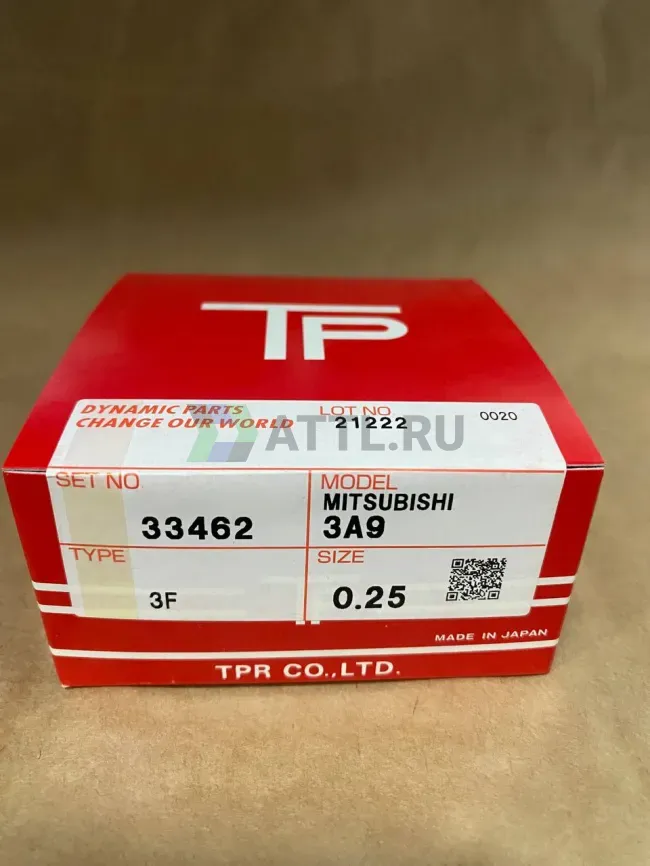 TP
DYNAMIC PARTS
CHANGE OUR WORLD
LOT NO.
21222
0020
ATTL.RU
SET NO.
33462
MODEL
MITSUBISHI
3A9
TYPE
3F
SIZE
0.25
MADE IN JAPAN
TPR CO.,LTD.